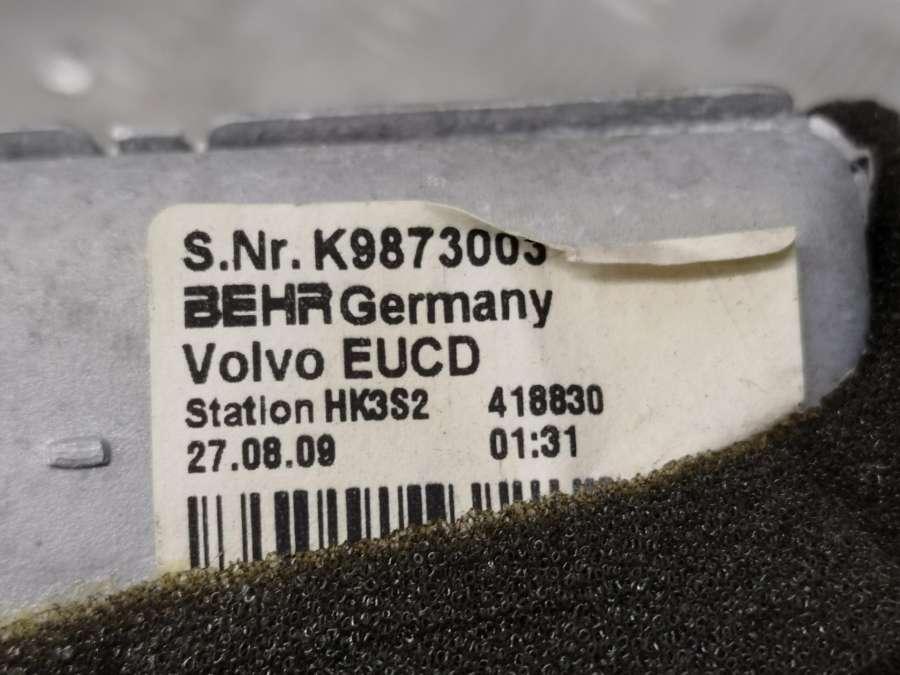 S.Nr. K9873003
BEHR Germany
Volvo EUCD
Station HK3S2 418830
27.08.09 01:31